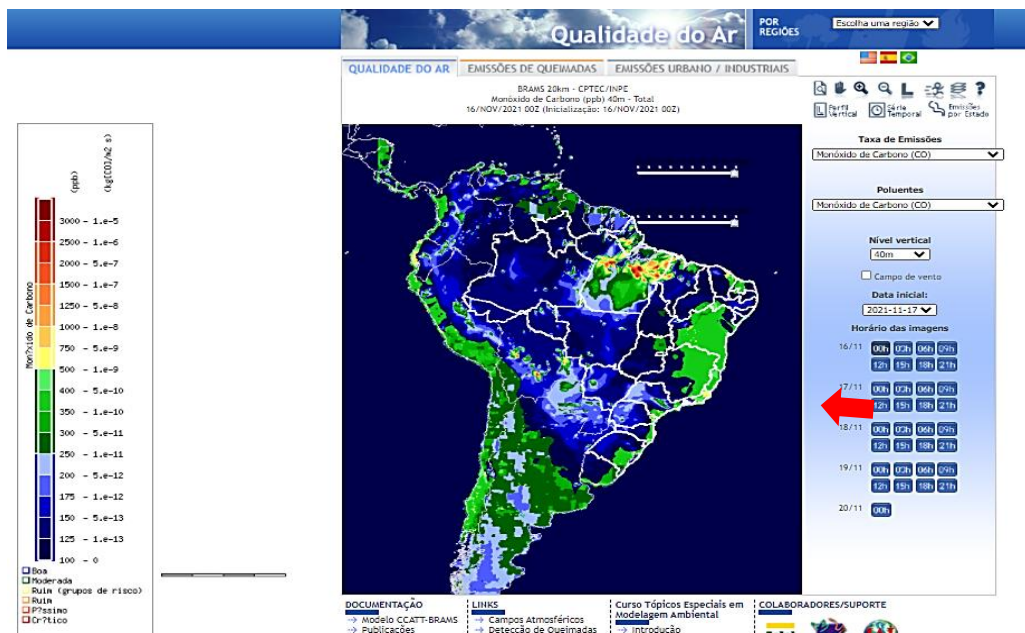 Qualidade do Ar
POR REGIÕES
Escolha uma região
QUALIDADE DO AR
EMISSÕES DE QUEIMADAS
EMISSÕES URBANO / INDUSTRIAIS
BRAMS 20km - CPTEC/INPE
Monóxido de Carbono (ppb) 40m - Total
16/NOV/2021 00Z (Inicialização: 16/NOV/2021 00Z)
Perfil Vertical
Série Temporal
Emissões por Estado
Taxa de Emissões
Monóxido de Carbono (CO)
Poluentes
Monóxido de Carbono (CO)
Nível vertical
40m
Campo de vento
Data inicial:
2021-11-17
Horário das imagens
16/11 00h 03h 06h 09h
12h 15h 18h 21h
17/11 00h 03h 06h 09h
12h 15h 18h 21h
18/11 00h 03h 06h 09h
12h 15h 18h 21h
19/11 00h 03h 06h 09h
12h 15h 18h 21h
20/11 00h
Mon?xido de Carbono
(ppb)
(kg[CO]/m2 s)
3000 - 1.e-5
2500 - 1.e-6
2000 - 5.e-7
1500 - 1.e-7
1250 - 5.e-8
1000 - 1.e-8
750 - 5.e-9
500 - 1.e-9
400 - 5.e-10
350 - 1.e-10
300 - 5.e-11
250 - 1.e-11
200 - 5.e-12
175 - 1.e-12
150 - 5.e-13
125 - 1.e-13
100 - 0
Boa
Moderada
Ruim (grupos de risco)
Ruim
P?ssimo
Cr?tico
DOCUMENTAÇÃO
→ Modelo CCATT-BRAMS
→ Publicações
LINKS
→ Campos Atmosféricos
→ Detecção de Queimadas
Curso Tópicos Especiais em Modelagem Ambiental
→ Introdução
COLABORADORES/SUPORTE